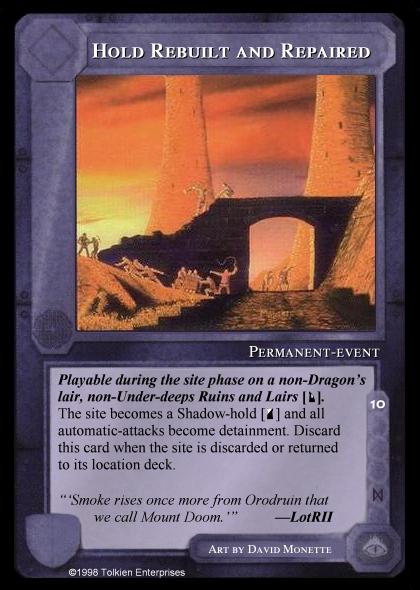 HOLD REBUILT AND REPAIRED
PERMANENT-EVENT
Playable during the site phase on a non-Dragon's
lair, non-Under-deeps Ruins and Lairs [].
The site becomes a Shadow-hold [] and all
automatic-attacks become detainment. Discard
this card when the site is discarded or returned
to its location deck.
10
“‘Smoke rises once more from Orodruin that
we call Mount Doom.’” —LotRII
ART BY DAVID MONETTE
©1998 Tolkien Enterprises